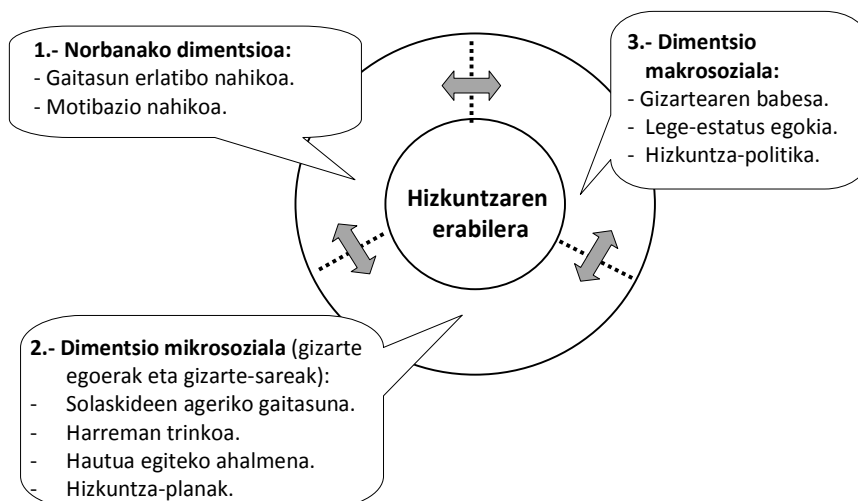 1.- Norbanako dimentsioa:
- Gaitasun erlatibo nahikoa.
- Motibazio nahikoa.
3.- Dimentsio
makrosoziala:
- Gizartearen babesa.
- Lege-estatus egokia.
- Hizkuntza-politika.
Hizkuntzaren
erabilera
2.- Dimentsio mikrosoziala (gizarte
egoerak eta gizarte-sareak):
- Solaskideen ageriko gaitasuna.
- Harreman trinkoa.
- Hautua egiteko ahalmena.
- Hizkuntza-planak.